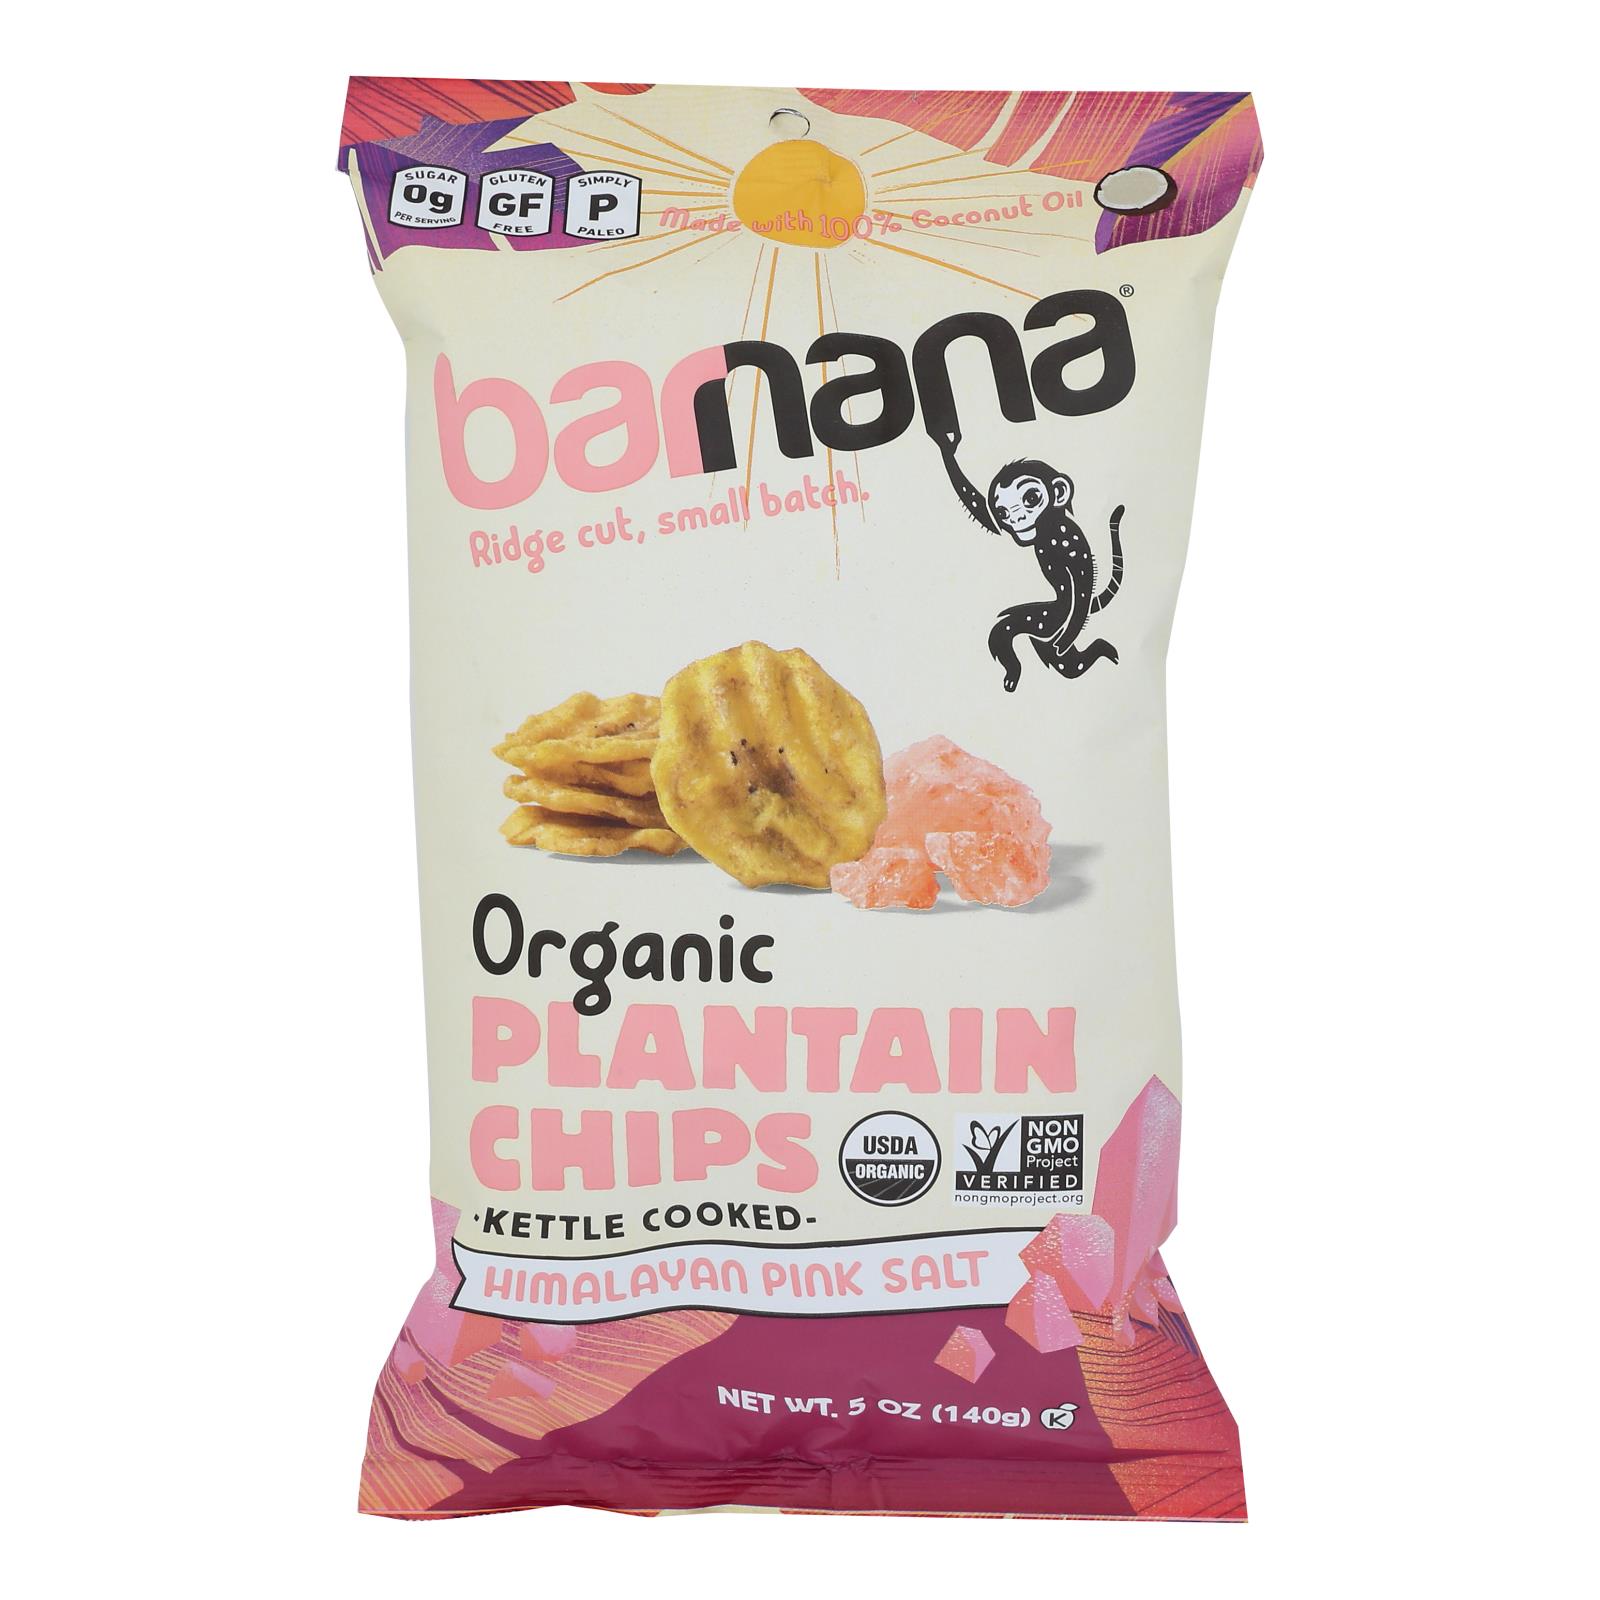 SUGAR
0g
PER SERVING
GLUTEN
GF
FREE
SIMPLY
P
PALEO
Made with 100% Coconut Oil
barnana®
Ridge cut, small batch.
Organic
PLANTAIN
CHIPS
USDA
ORGANIC
NON
GMO
Project
VERIFIED
nongmoproject.org
·KETTLE COOKED-
HIMALAYAN PINK SALT
NET WT. 5 OZ (140g) K